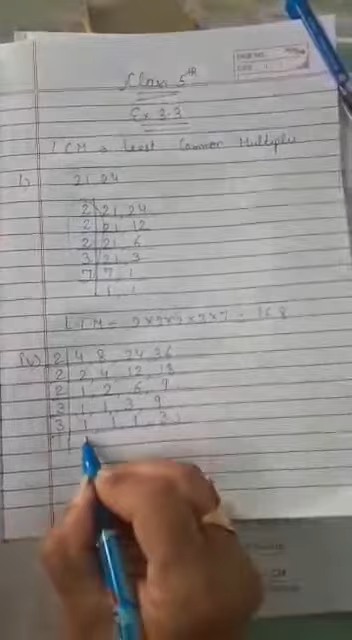 Class 5th
Ex 3.3
LCM → Least Common Multiple
21, 24
2 | 21, 24
2 | 21, 12
2 | 21, 6
3 | 21, 3
7 | 7, 1
1, 1
LCM = 2×2×2×3×7 = 168
iv) 2 | 4, 8, 24, 36
2 | 2, 4, 12, 18
2 | 1, 2, 6, 9
3 | 1, 1, 3, 9
3 | 1, 1, 1, 3